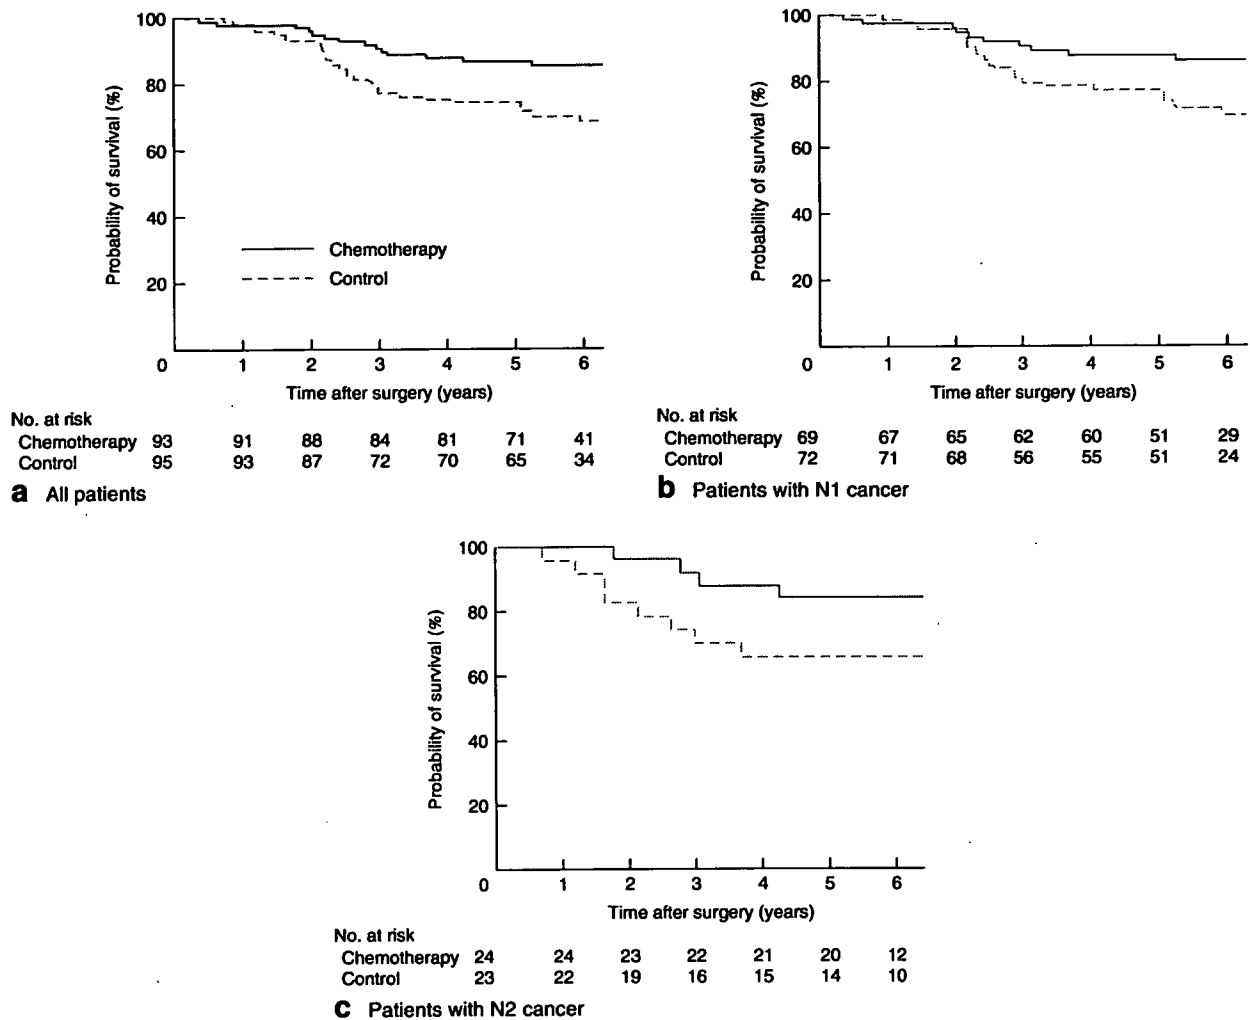 100
80
60
40
20
0
Probability of survival (%)
Chemotherapy
Control
1 2 3 4 5 6
Time after surgery (years)
No. at risk
Chemotherapy 93 91 88 84 81 71 41
Control 95 93 87 72 70 65 34
a All patients
100
80
60
40
20
0
Probability of survival (%)
1 2 3 4 5 6
Time after surgery (years)
No. at risk
Chemotherapy 69 67 65 62 60 51 29
Control 72 71 68 56 55 51 24
b Patients with N1 cancer
100
80
60
40
20
0
Probability of survival (%)
1 2 3 4 5 6
Time after surgery (years)
No. at risk
Chemotherapy 24 24 23 22 21 20 12
Control 23 22 19 16 15 14 10
c Patients with N2 cancer